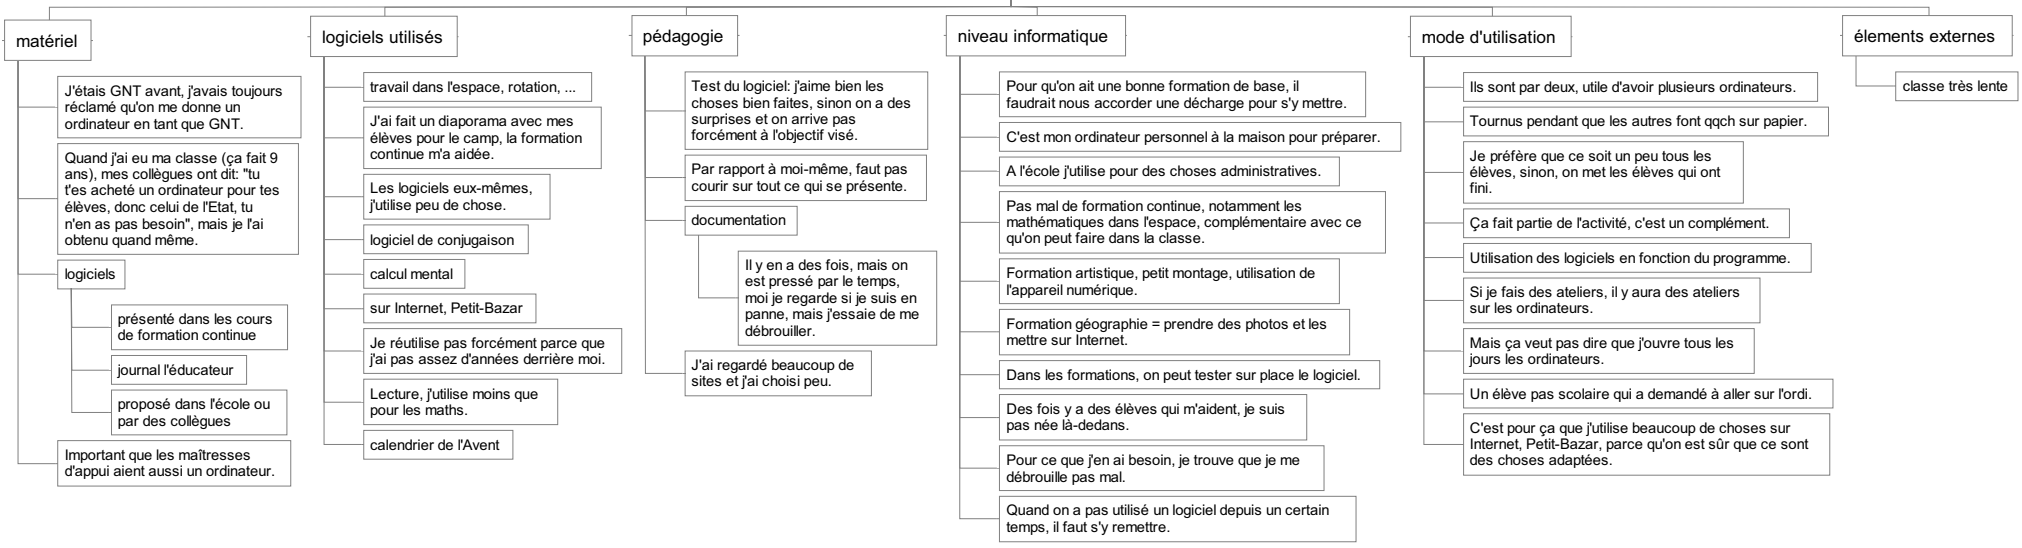 matériel
J'étais GNT avant, j'avais toujours
réclamé qu'on me donne un
ordinateur en tant que GNT.
Quand j'ai eu ma classe (ça fait 9
ans), mes collègues ont dit: "tu
t'es acheté un ordinateur pour tes
élèves, donc celui de l'Etat, tu
n'en as pas besoin", mais je l'ai
obtenu quand même.
logiciels
présenté dans les cours
de formation continue
journal l'éducateur
proposé dans l'école ou
par des collègues
Important que les maîtresses
d'appui aient aussi un ordinateur.
logiciels utilisés
travail dans l'espace, rotation, ...
J'ai fait un diaporama avec mes
élèves pour le camp, la formation
continue m'a aidée.
Les logiciels eux-mêmes,
j'utilise peu de chose.
logiciel de conjugaison
calcul mental
sur Internet, Petit-Bazar
Je réutilise pas forcément parce que
j'ai pas assez d'années derrière moi.
Lecture, j'utilise moins que
pour les maths.
calendrier de l'Avent
pédagogie
Test du logiciel: j'aime bien les
choses bien faites, sinon on a des
surprises et on arrive pas
forcément à l'objectif visé.
Par rapport à moi-même, faut pas
courir sur tout ce qui se présente.
documentation
Il y en a des fois, mais on
est pressé par le temps,
moi je regarde si je suis en
panne, mais j'essaie de me
débrouiller.
J'ai regardé beaucoup de
sites et j'ai choisi peu.
niveau informatique
Pour qu'on ait une bonne formation de base, il
faudrait nous accorder une décharge pour s'y mettre.
C'est mon ordinateur personnel à la maison pour préparer.
A l'école j'utilise pour des choses administratives.
Pas mal de formation continue, notamment les
mathématiques dans l'espace, complémentaire avec ce
qu'on peut faire dans la classe.
Formation artistique, petit montage, utilisation de
l'appareil numérique.
Formation géographie = prendre des photos et les
mettre sur Internet.
Dans les formations, on peut tester sur place le logiciel.
Des fois y a des élèves qui m'aident, je suis
pas née là-dedans.
Pour ce que j'en ai besoin, je trouve que je me
débrouille pas mal.
Quand on a pas utilisé un logiciel depuis un certain
temps, il faut s'y remettre.
mode d'utilisation
Ils sont par deux, utile d'avoir plusieurs ordinateurs.
Tournus pendant que les autres font qqch sur papier.
Je préfère que ce soit un peu tous les
élèves, sinon, on met les élèves qui ont
fini.
Ça fait partie de l'activité, c'est un complément.
Utilisation des logiciels en fonction du programme.
Si je fais des ateliers, il y aura des ateliers
sur les ordinateurs.
Mais ça veut pas dire que j'ouvre tous les
jours les ordinateurs.
Un élève pas scolaire qui a demandé à aller sur l'ordi.
C'est pour ça que j'utilise beaucoup de choses sur
Internet, Petit-Bazar, parce qu'on est sûr que ce sont
des choses adaptées.
élements externes
classe très lente